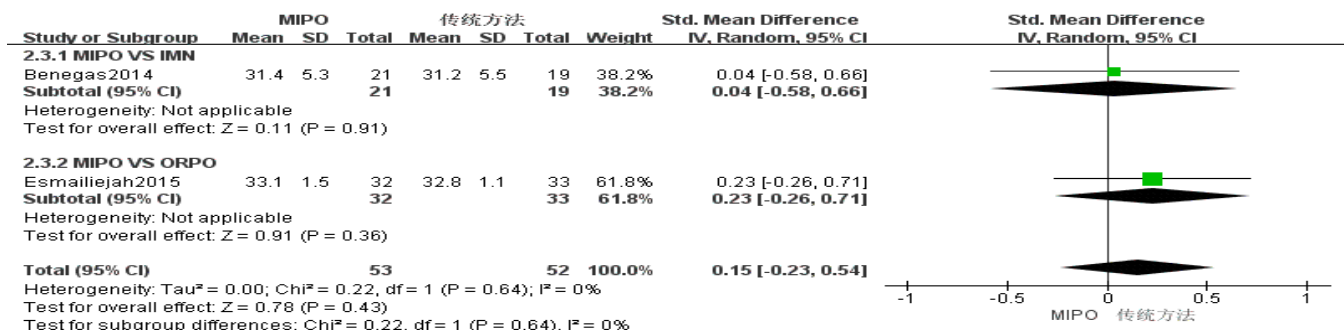 MIPO 传统方法 Std. Mean Difference Std. Mean Difference
Study or Subgroup Mean SD Total Mean SD Total Weight IV, Random, 95% CI IV, Random, 95% CI
2.3.1 MIPO VS IMN
Benegas2014 31.4 5.3 21 31.2 5.5 19 38.2% 0.04 [-0.58, 0.66]
Subtotal (95% CI) 21 19 38.2% 0.04 [-0.58, 0.66]
Heterogeneity: Not applicable
Test for overall effect: Z = 0.11 (P = 0.91)
2.3.2 MIPO VS ORPO
Esmailiejah2015 33.1 1.5 32 32.8 1.1 33 61.8% 0.23 [-0.26, 0.71]
Subtotal (95% CI) 32 33 61.8% 0.23 [-0.26, 0.71]
Heterogeneity: Not applicable
Test for overall effect: Z = 0.91 (P = 0.36)
Total (95% CI) 53 52 100.0% 0.15 [-0.23, 0.54]
Heterogeneity: Tau² = 0.00; Chi² = 0.22, df = 1 (P = 0.64); I² = 0%
Test for overall effect: Z = 0.78 (P = 0.43)
Test for subgroup differences: Chi² = 0.22, df = 1 (P = 0.64), I² = 0%
-1 -0.5 0 0.5 1
MIPO 传统方法